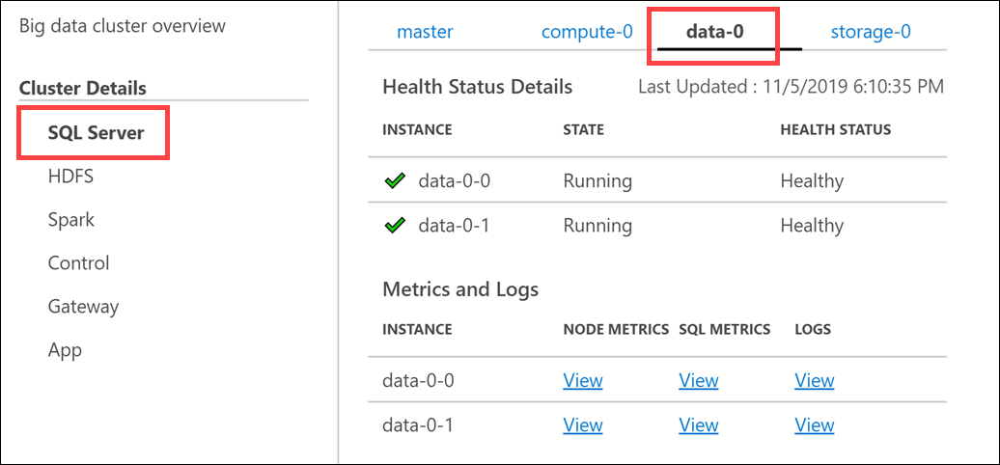 Big data cluster overview
Cluster Details
SQL Server
HDFS
Spark
Control
Gateway
App
master compute-0 data-0 storage-0
Health Status Details Last Updated : 11/5/2019 6:10:35 PM
INSTANCE STATE HEALTH STATUS
data-0-0 Running Healthy
data-0-1 Running Healthy
Metrics and Logs
INSTANCE NODE METRICS SQL METRICS LOGS
data-0-0 View View View
data-0-1 View View View